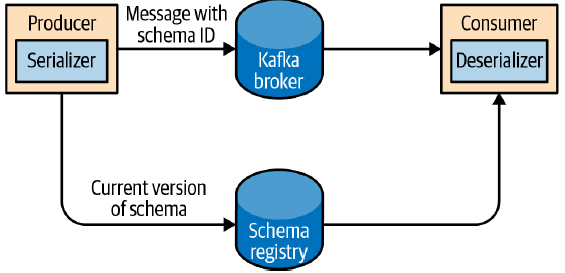 Producer
Serializer
Message with
schema ID
Kafka
broker
Consumer
Deserializer
Current version
of schema
Schema
registry